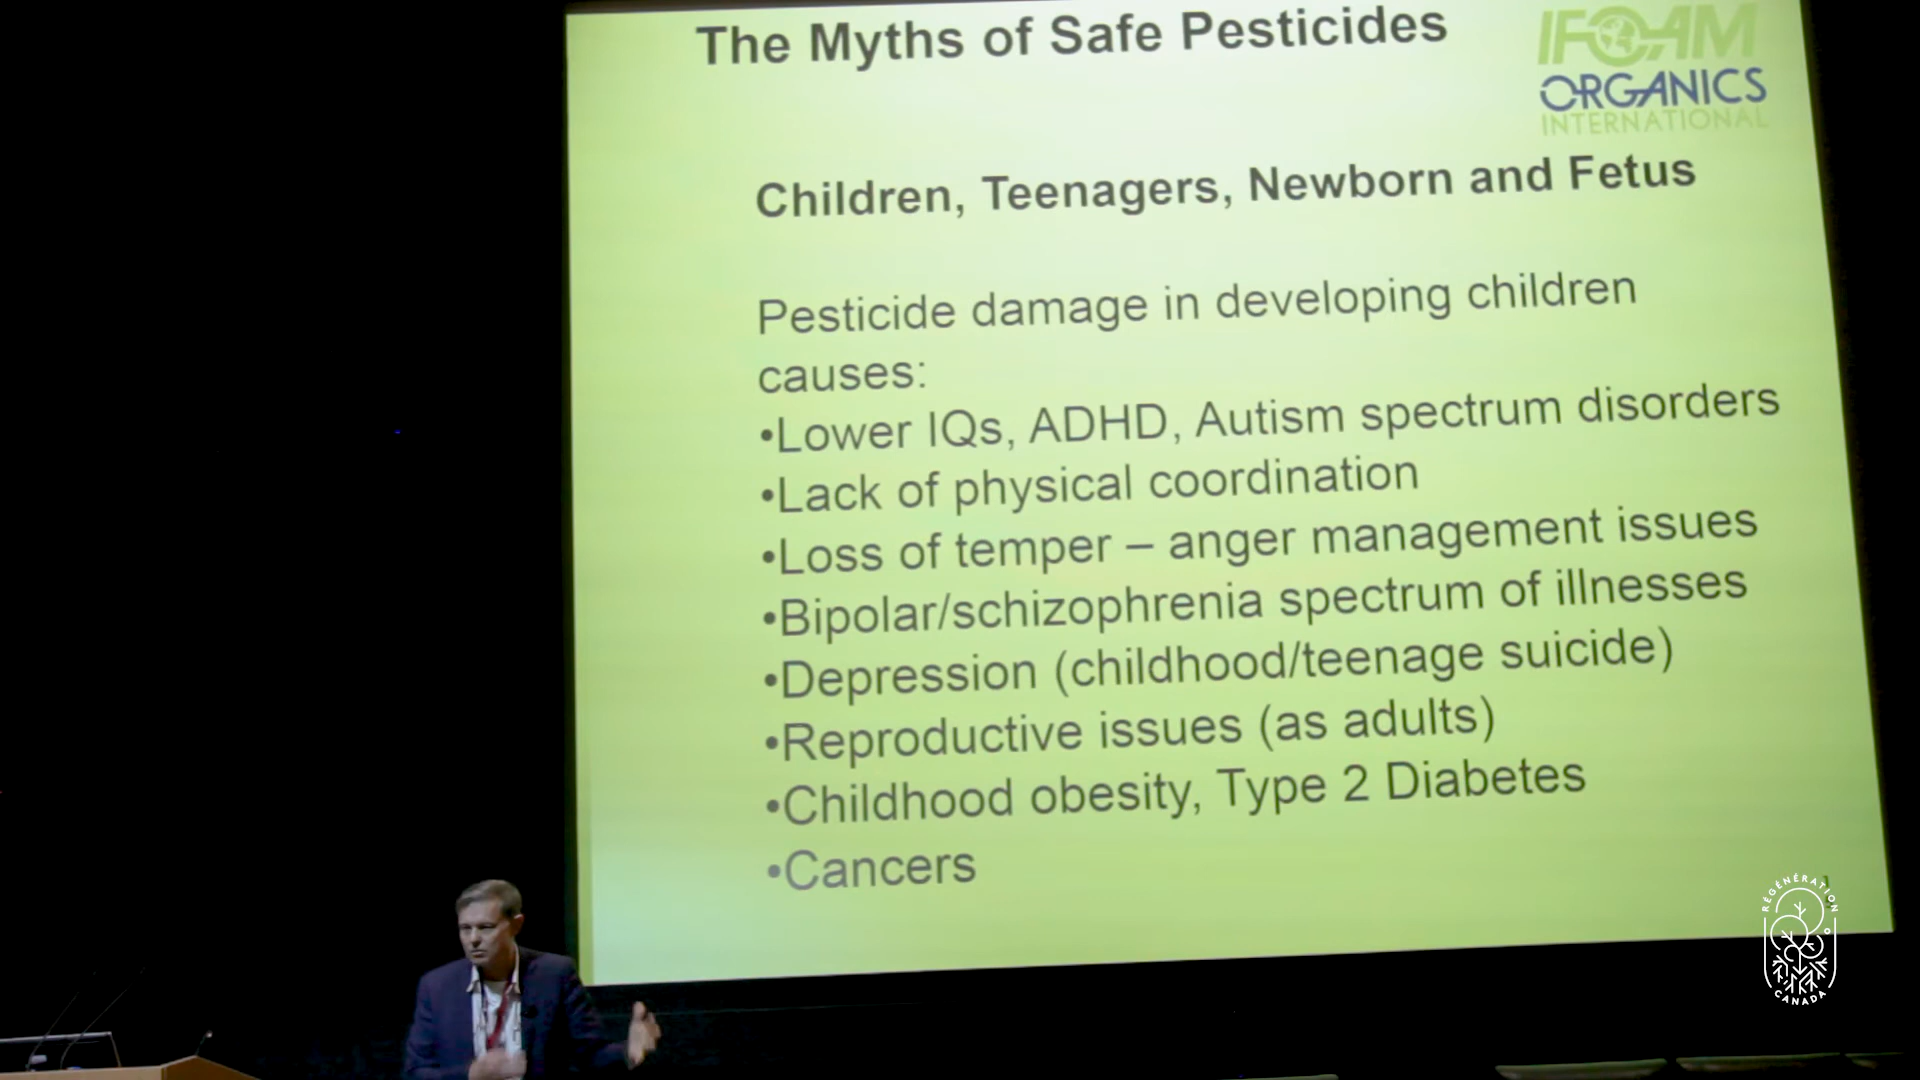 The Myths of Safe Pesticides
IFOAM
ORGANICS
INTERNATIONAL
Children, Teenagers, Newborn and Fetus
Pesticide damage in developing children
causes:
•Lower IQs, ADHD, Autism spectrum disorders
•Lack of physical coordination
•Loss of temper – anger management issues
•Bipolar/schizophrenia spectrum of illnesses
•Depression (childhood/teenage suicide)
•Reproductive issues (as adults)
•Childhood obesity, Type 2 Diabetes
•Cancers
RÉGÉNÉRATION
CANADA